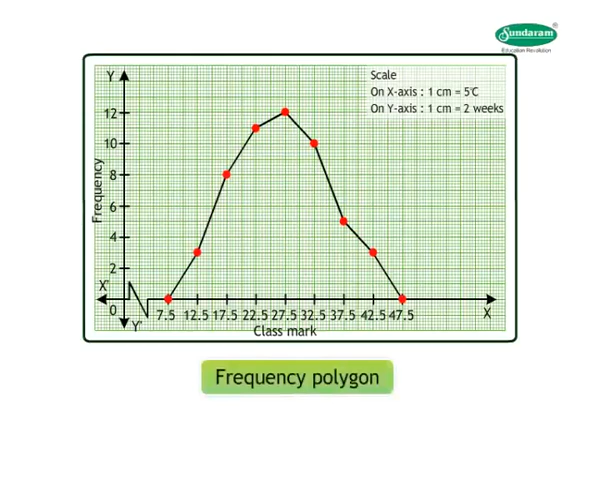 Sundaram®
Education Revolution
Scale
On X-axis : 1 cm = 5°C
On Y-axis : 1 cm = 2 weeks
Y
12
10
8
6
4
2
0
Frequency
X'
Y'
7.5 12.5 17.5 22.5 27.5 32.5 37.5 42.5 47.5
X
Class mark
Frequency polygon